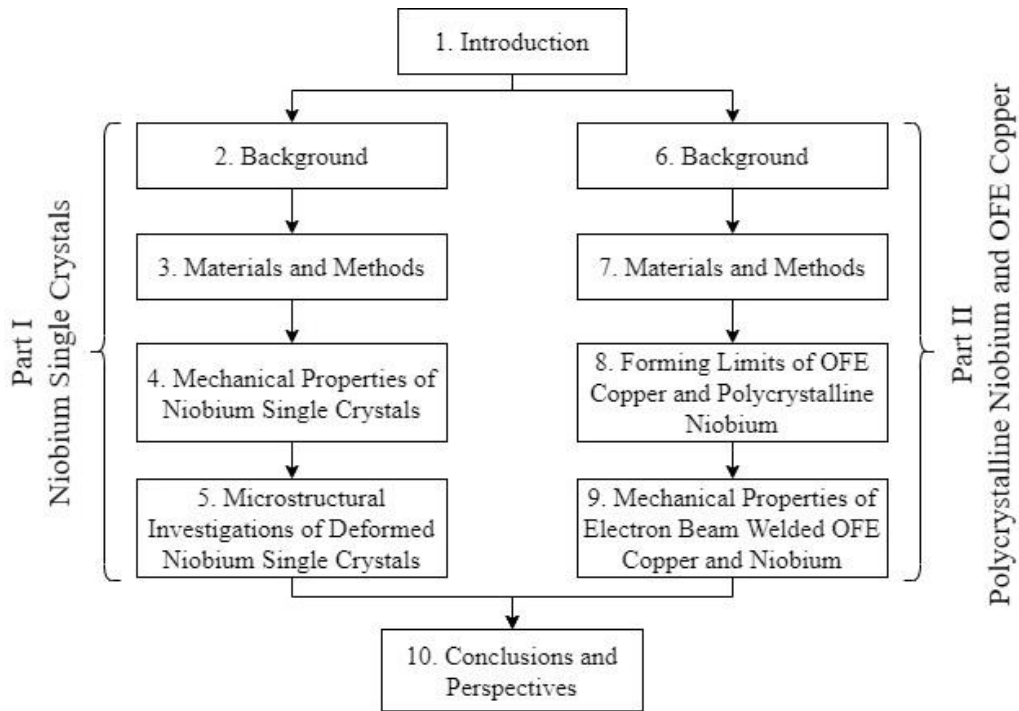 1. Introduction
Part I
Niobium Single Crystals
2. Background
3. Materials and Methods
4. Mechanical Properties of
Niobium Single Crystals
5. Microstructural
Investigations of Deformed
Niobium Single Crystals
6. Background
7. Materials and Methods
8. Forming Limits of OFE
Copper and Polycrystalline
Niobium
9. Mechanical Properties of
Electron Beam Welded OFE
Copper and Niobium
Part II
Polycrystalline Niobium and OFE Copper
10. Conclusions and
Perspectives